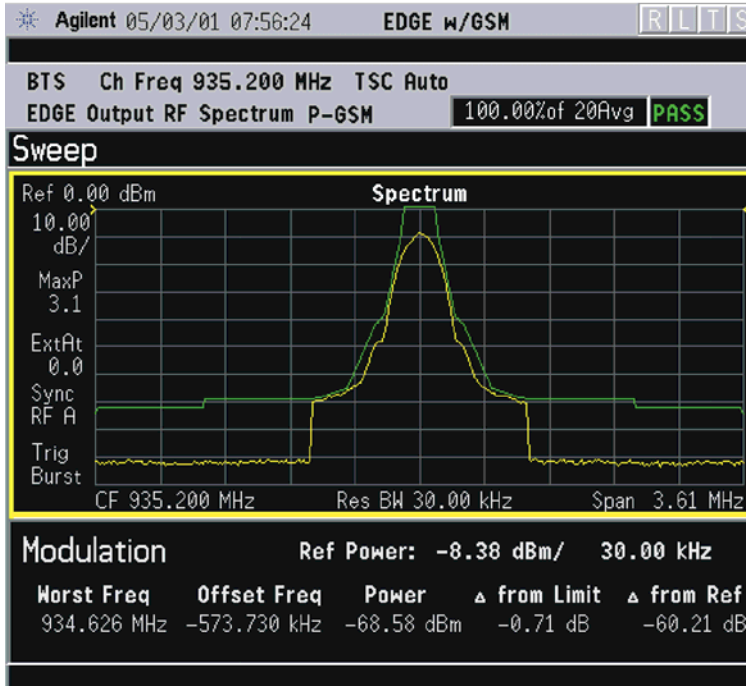 Agilent 05/03/01 07:56:24 EDGE w/GSM R L T S
BTS Ch Freq 935.200 MHz TSC Auto
EDGE Output RF Spectrum P-GSM 100.00%of 20Avg PASS
Sweep
Ref 0.00 dBm Spectrum
10.00
dB/
MaxP
3.1
ExtAt
0.0
Sync
RF A
Trig
Burst
CF 935.200 MHz Res BW 30.00 kHz Span 3.61 MHz
Modulation Ref Power: -8.38 dBm/ 30.00 kHz
Worst Freq Offset Freq Power △ from Limit △ from Ref
934.626 MHz -573.730 kHz -68.58 dBm -0.71 dB -60.21 dB